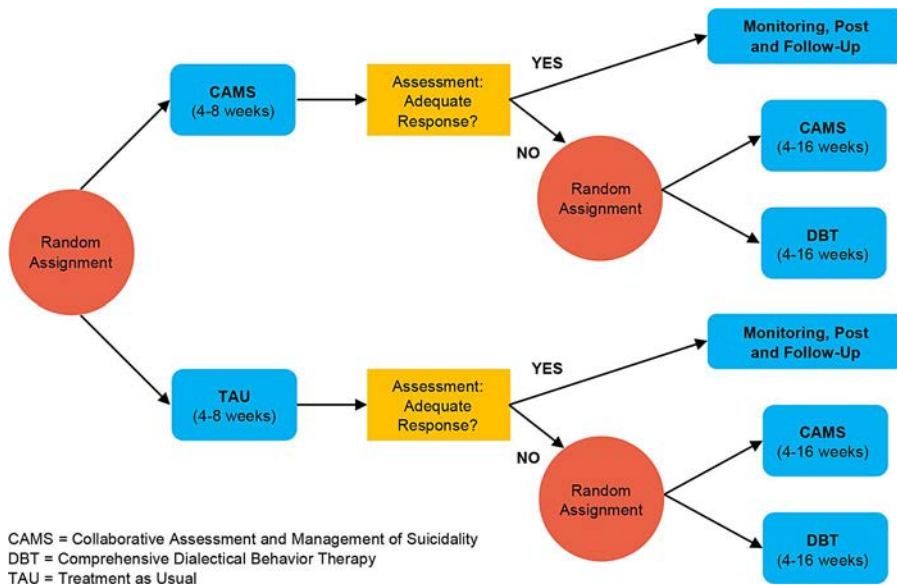 Monitoring, Post
and Follow-Up
YES
CAMS
(4-8 weeks)
Assessment:
Adequate
Response?
NO
CAMS
(4-16 weeks)
Random
Assignment
DBT
(4-16 weeks)
Random
Assignment
Monitoring, Post
and Follow-Up
YES
TAU
(4-8 weeks)
Assessment:
Adequate
Response?
NO
CAMS
(4-16 weeks)
Random
Assignment
DBT
(4-16 weeks)
CAMS = Collaborative Assessment and Management of Suicidality
DBT = Comprehensive Dialectical Behavior Therapy
TAU = Treatment as Usual